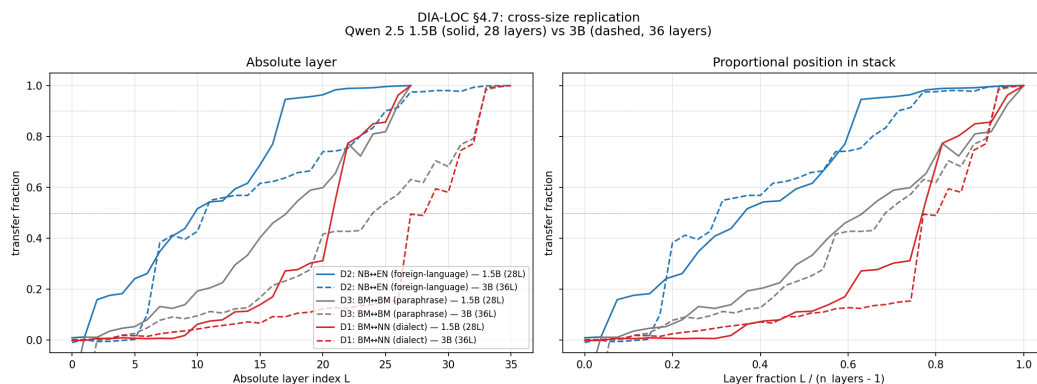 DIA-LOC §4.7: cross-size replication
Qwen 2.5 1.5B (solid, 28 layers) vs 3B (dashed, 36 layers)
Absolute layer
transfer fraction
1.0
0.8
0.6
0.4
0.2
0.0
D2: NB↔EN (foreign-language) — 1.5B (28L)
D2: NB↔EN (foreign-language) — 3B (36L)
D3: BM↔BM (paraphrase) — 1.5B (28L)
D3: BM↔BM (paraphrase) — 3B (36L)
D1: BM↔NN (dialect) — 1.5B (28L)
D1: BM↔NN (dialect) — 3B (36L)
0 5 10 15 20 25 30 35
Absolute layer index L
Proportional position in stack
transfer fraction
1.0
0.8
0.6
0.4
0.2
0.0
0.0 0.2 0.4 0.6 0.8 1.0
Layer fraction L / (n_layers - 1)